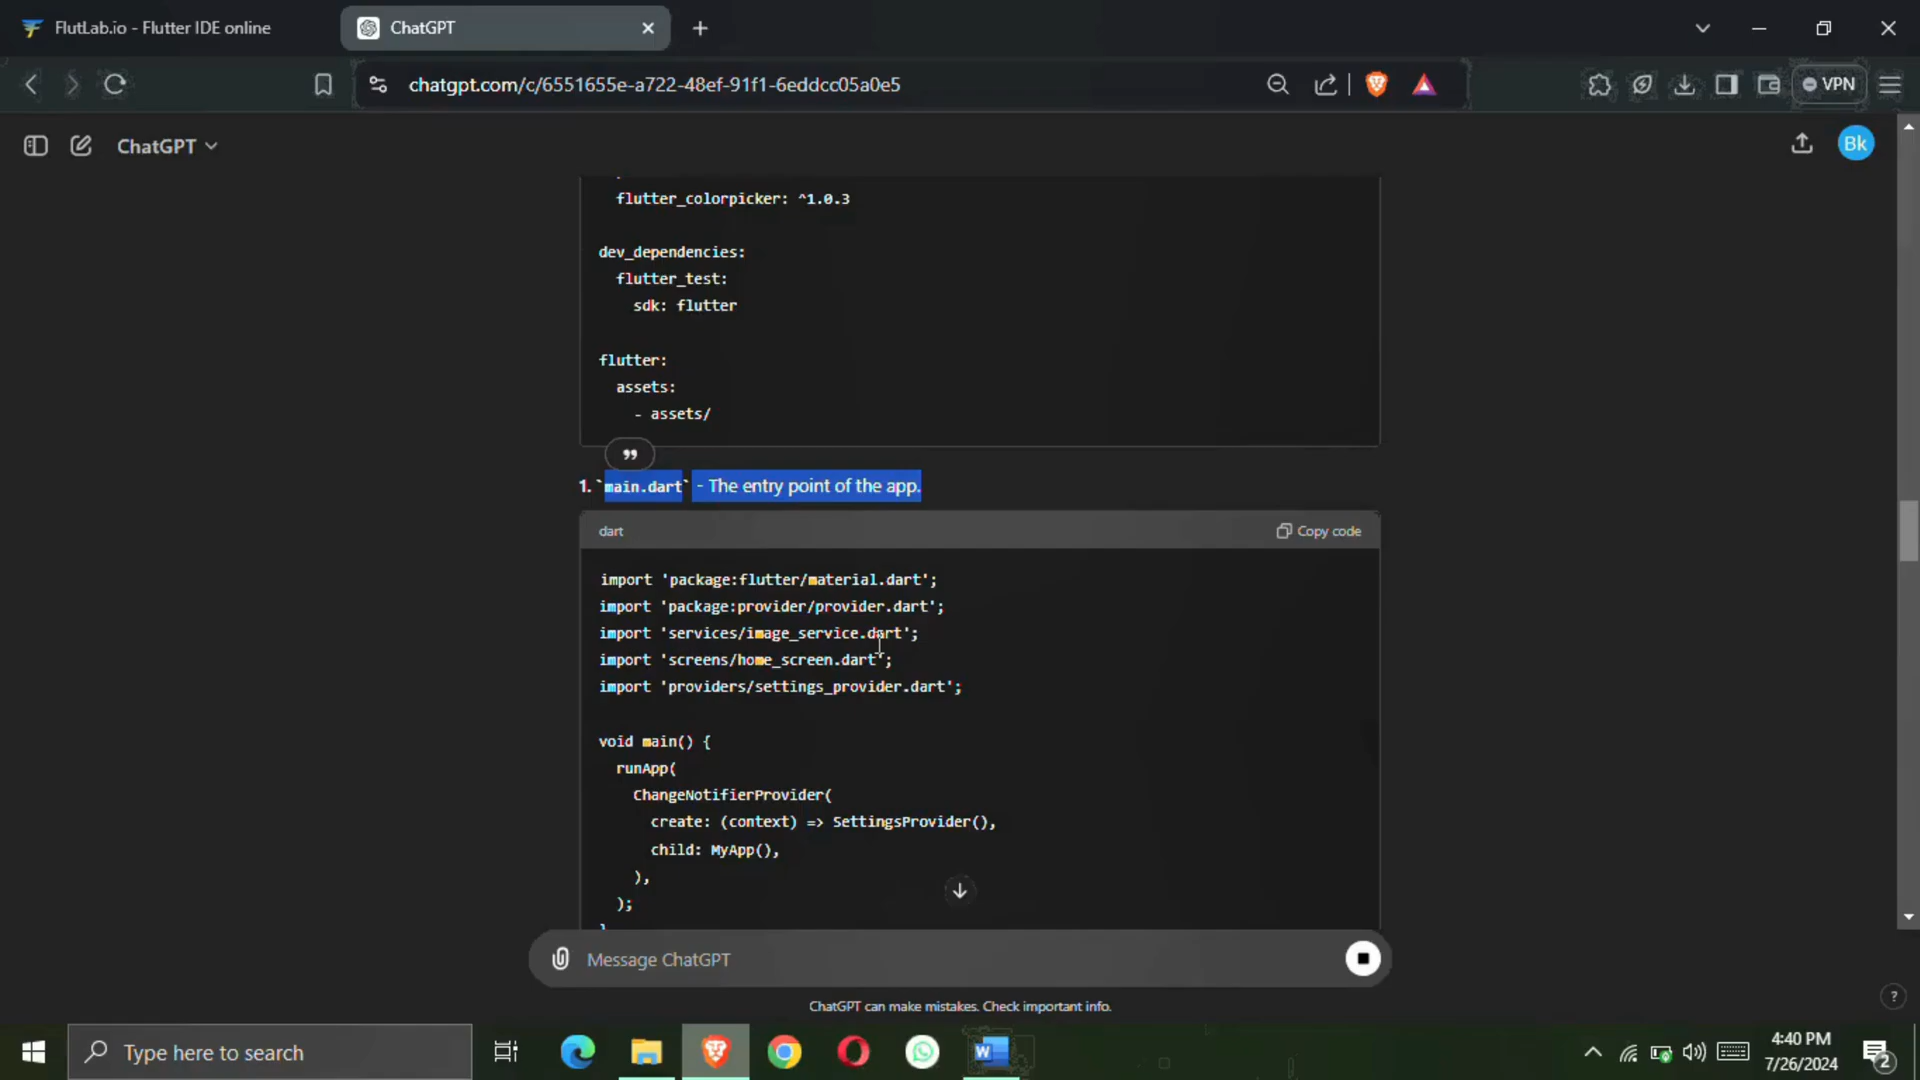 FlutLab.io - Flutter IDE online
ChatGPT
chatgpt.com/c/6551655e-a722-48ef-91f1-6eddcc05a0e5
VPN
ChatGPT
Bk
flutter_colorpicker: ^1.0.3
dev_dependencies:
flutter_test:
sdk: flutter
flutter:
assets:
- assets/
1. `main.dart` - The entry point of the app.
dart
Copy code
import 'package:flutter/material.dart';
import 'package:provider/provider.dart';
import 'services/image_service.dart';
import 'screens/home_screen.dart';
import 'providers/settings_provider.dart';
void main() {
runApp(
ChangeNotifierProvider(
create: (context) => SettingsProvider(),
child: MyApp(),
),
);
}
Message ChatGPT
ChatGPT can make mistakes. Check important info.
?
Type here to search
4:40 PM
7/26/2024
2